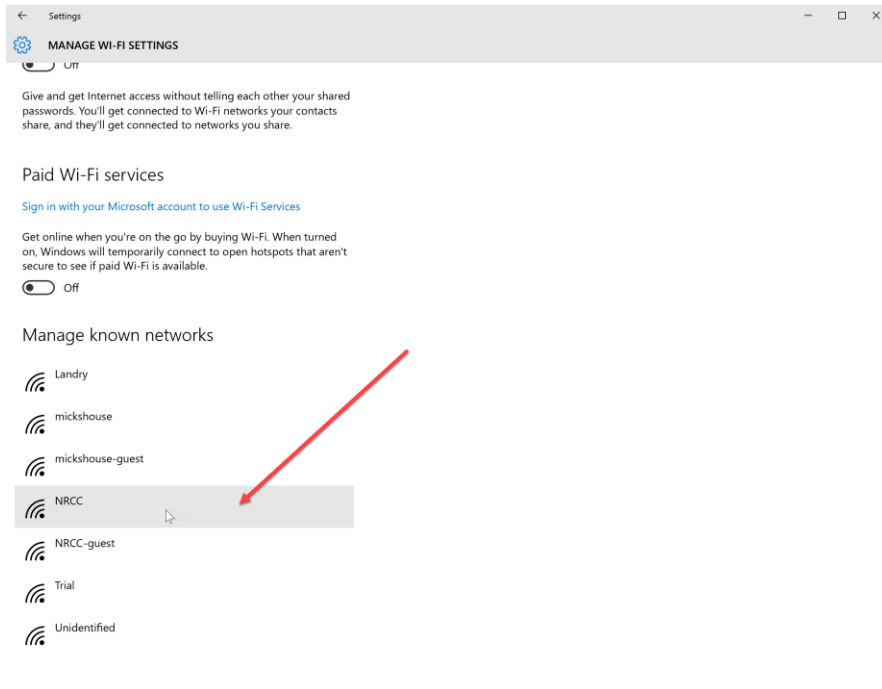 Settings
MANAGE WI-FI SETTINGS
Off
Give and get Internet access without telling each other your shared
passwords. You'll get connected to Wi-Fi networks your contacts
share, and they'll get connected to networks you share.
Paid Wi-Fi services
Sign in with your Microsoft account to use Wi-Fi Services
Get online when you're on the go by buying Wi-Fi. When turned
on, Windows will temporarily connect to open hotspots that aren't
secure to see if paid Wi-Fi is available.
Off
Manage known networks
Landry
mickshouse
mickshouse-guest
NRCC
NRCC-guest
Trial
Unidentified